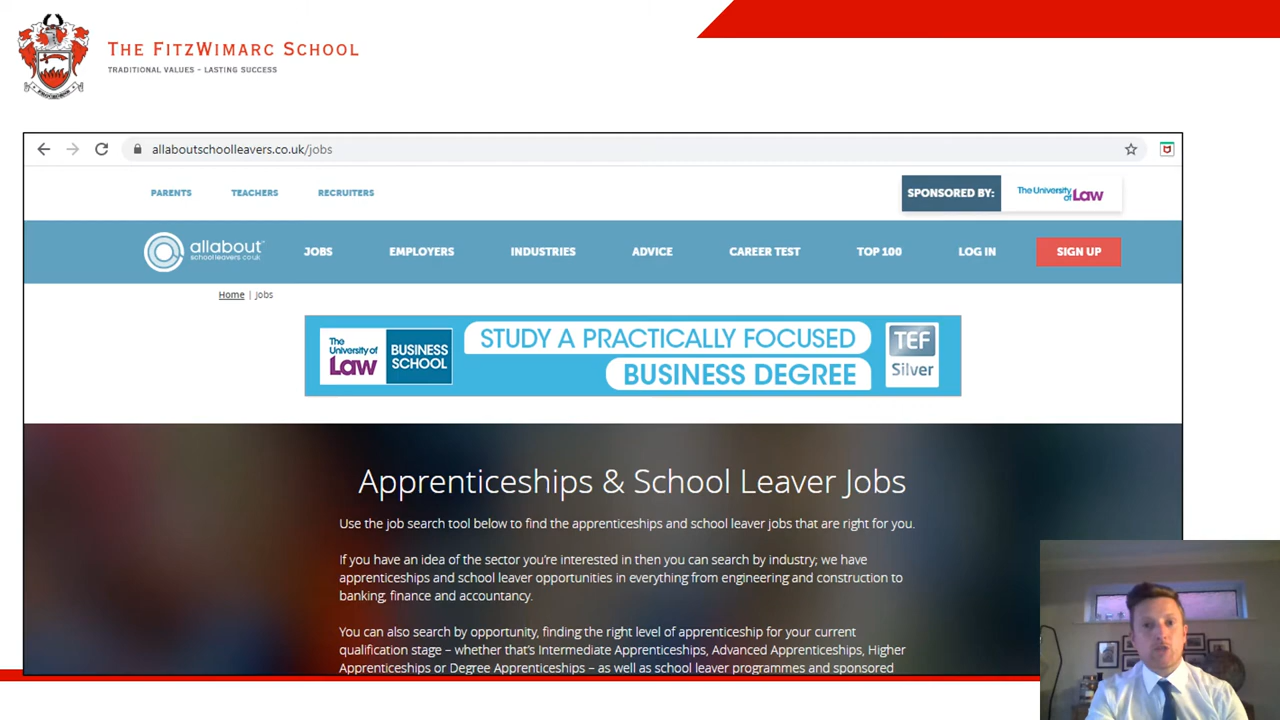 THE FITZWIMARC SCHOOL
TRADITIONAL VALUES – LASTING SUCCESS
allaboutschoolleavers.co.uk/jobs
PARENTS TEACHERS RECRUITERS
SPONSORED BY: The University of Law
allabout schoolleavers.co.uk
JOBS EMPLOYERS INDUSTRIES ADVICE CAREER TEST TOP 100 LOG IN SIGN UP
Home | jobs
The University of Law BUSINESS SCHOOL
STUDY A PRACTICALLY FOCUSED
BUSINESS DEGREE
TEF
Silver
Apprenticeships & School Leaver Jobs
Use the job search tool below to find the apprenticeships and school leaver jobs that are right for you.
If you have an idea of the sector you're interested in then you can search by industry; we have
apprenticeships and school leaver opportunities in everything from engineering and construction to
banking, finance and accountancy.
You can also search by opportunity, finding the right level of apprenticeship for your current
qualification stage – whether that's Intermediate Apprenticeships, Advanced Apprenticeships, Higher
Apprenticeships or Degree Apprenticeships – as well as school leaver programmes and sponsored